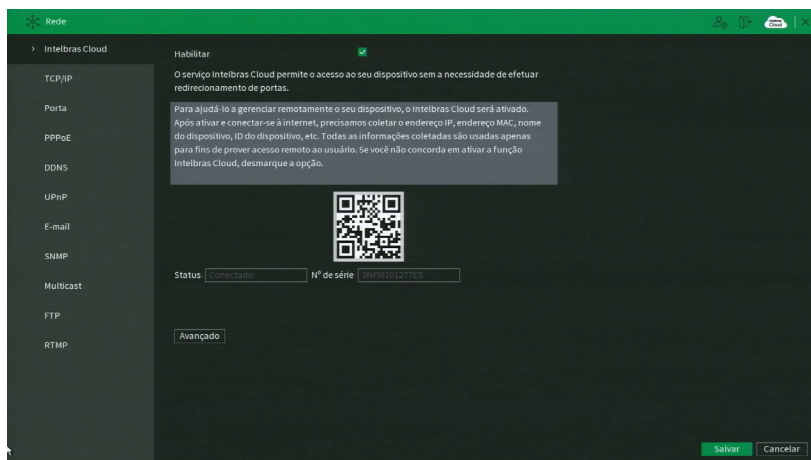 Rede
Intelbras Cloud
TCP/IP
Porta
PPPoE
DDNS
UPnP
E-mail
SNMP
Multicast
FTP
RTMP
Habilitar
O serviço Intelbras Cloud permite o acesso ao seu dispositivo sem a necessidade de efetuar
redirecionamento de portas.
Para ajudá-lo a gerenciar remotamente o seu dispositivo, o Intelbras Cloud será ativado.
Após ativar e conectar-se à internet, precisamos coletar o endereço IP, endereço MAC, nome
do dispositivo, ID do dispositivo, etc. Todas as informações coletadas são usadas apenas
para fins de prover acesso remoto ao usuário. Se você não concorda em ativar a função
Intelbras Cloud, desmarque a opção.
Status Conectado Nº de série
Avançado
Salvar Cancelar